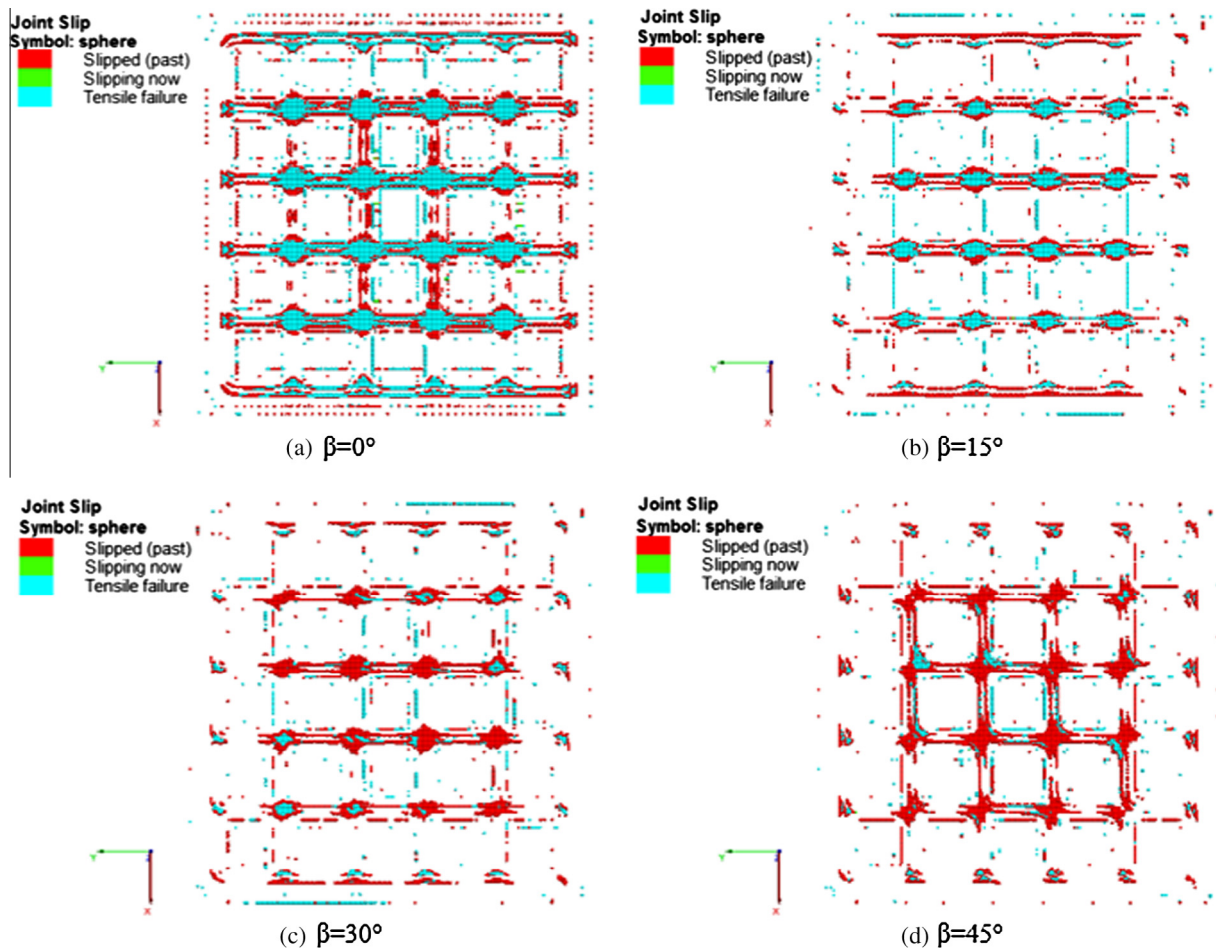 Joint Slip
Symbol: sphere
Slipped (past)
Slipping now
Tensile failure
Y
X
(a) β=0°
Joint Slip
Symbol: sphere
Slipped (past)
Slipping now
Tensile failure
Y
X
(b) β=15°
Joint Slip
Symbol: sphere
Slipped (past)
Slipping now
Tensile failure
Y
X
(c) β=30°
Joint Slip
Symbol: sphere
Slipped (past)
Slipping now
Tensile failure
Y
X
(d) β=45°